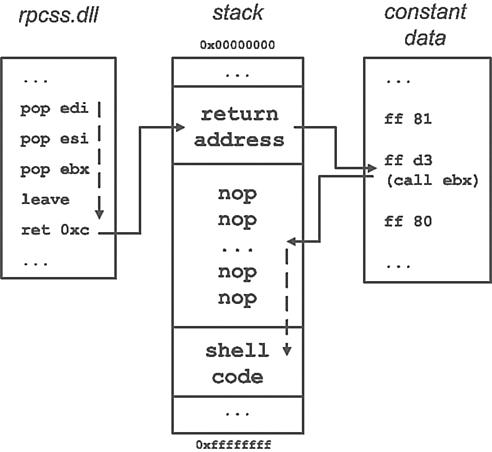 rpcss.dll
...
pop edi
pop esi
pop ebx
leave
ret 0xc
...
stack
0x00000000
...
return
address
nop
nop
...
nop
nop
shell
code
...
0xffffffff
constant
data
...
ff 81
ff d3
(call ebx)
ff 80
...